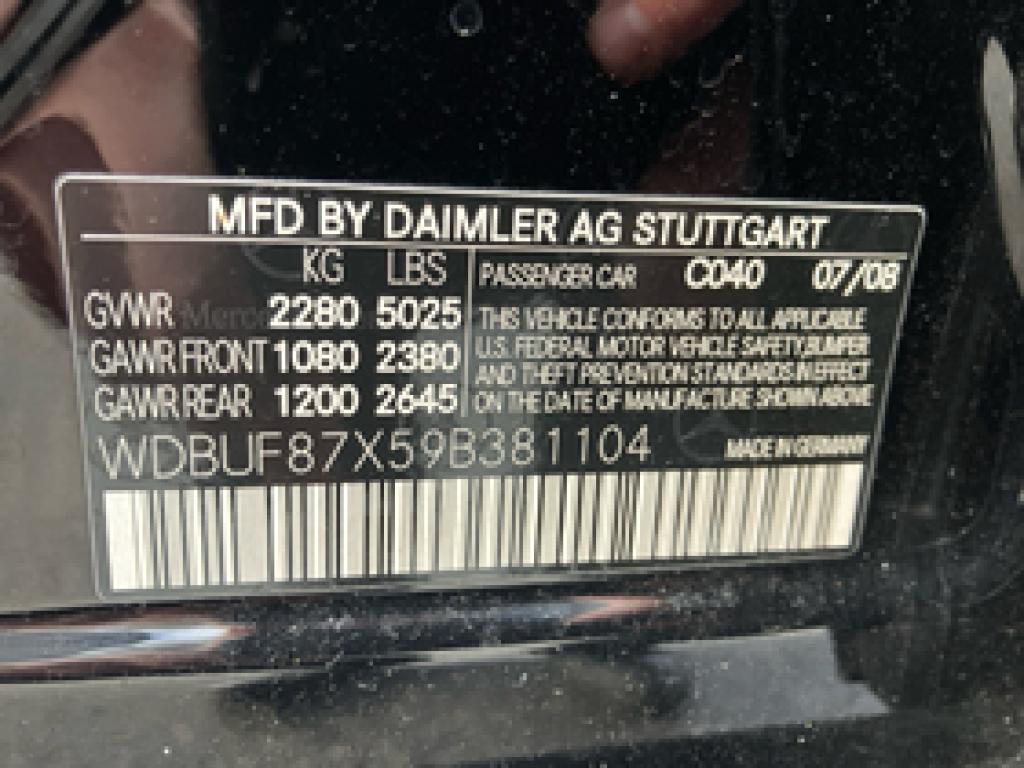 MFD BY DAIMLER AG STUTTGART
KG LBS
GVWR 2280 5025
GAWR FRONT 1080 2380
GAWR REAR 1200 2645
PASSENGER CAR C040 07/08
THIS VEHICLE CONFORMS TO ALL APPLICABLE
U.S. FEDERAL MOTOR VEHICLE SAFETY,BUMPER
AND THEFT PREVENTION STANDARDS IN EFFECT
ON THE DATE OF MANUFACTURE SHOWN ABOVE.
WDBUF87X59B381104
MADE IN GERMANY